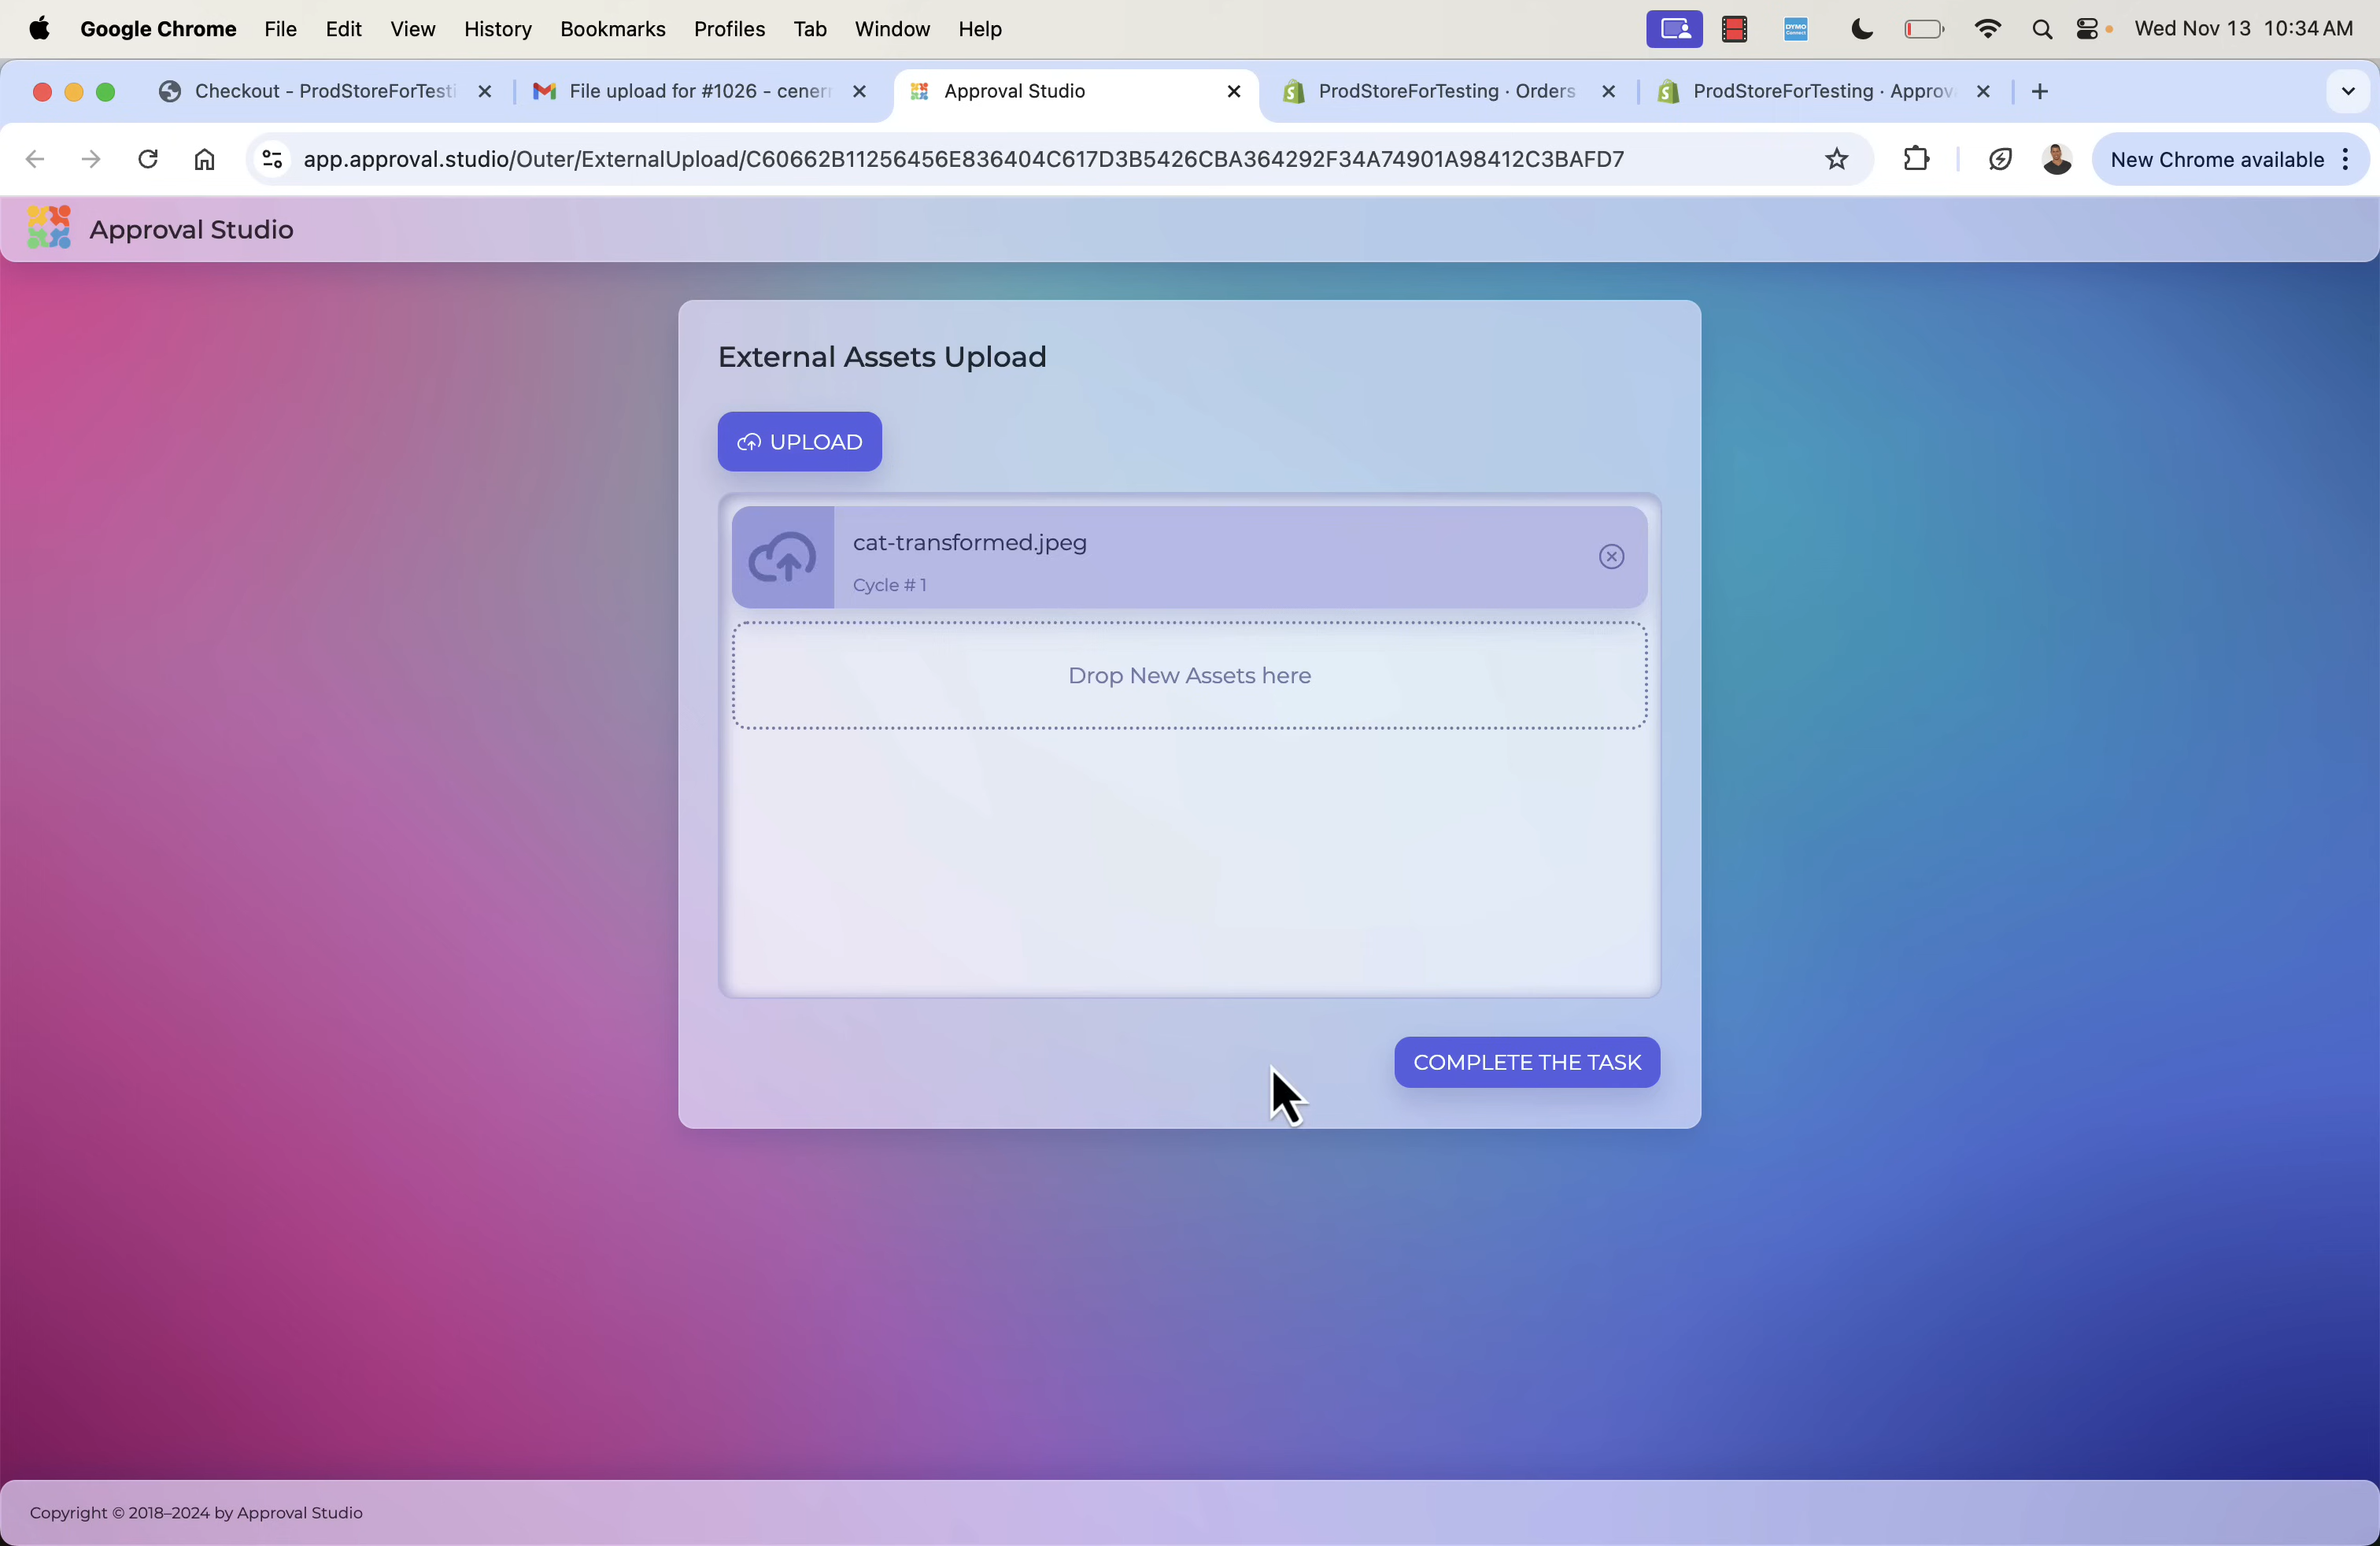 Google Chrome File Edit View History Bookmarks Profiles Tab Window Help DYMO Connect Wed Nov 13 10:34 AM
Checkout - ProdStoreForTesti File upload for #1026 - cener Approval Studio ProdStoreForTesting · Orders ProdStoreForTesting · Approv
app.approval.studio/Outer/ExternalUpload/C60662B11256456E836404C617D3B5426CBA364292F34A74901A98412C3BAFD7 New Chrome available
Approval Studio
External Assets Upload
UPLOAD
cat-transformed.jpeg
Cycle # 1
Drop New Assets here
COMPLETE THE TASK
Copyright © 2018–2024 by Approval Studio